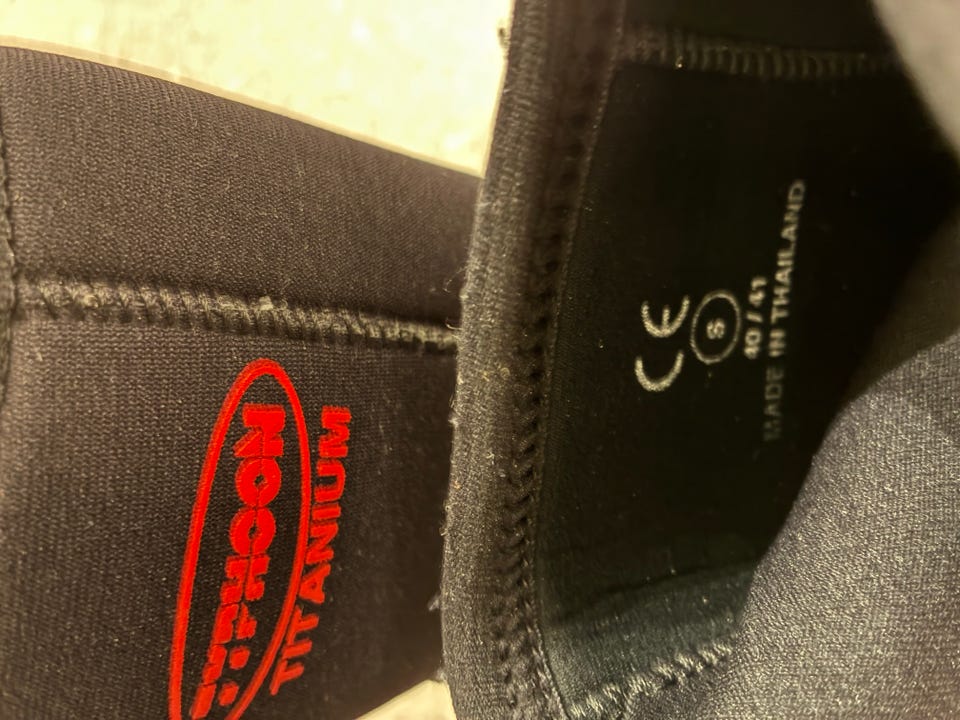 TYPHOON
TITANIUM
CE
S
40/41
MADE IN THAILAND